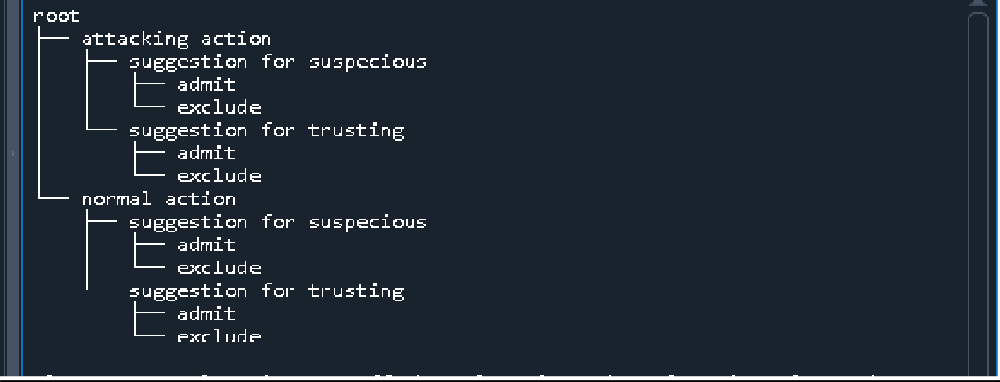 root
├── attacking action
│   ├── suggestion for suspecious
│   │   ├── admit
│   │   └── exclude
│   └── suggestion for trusting
│       ├── admit
│       └── exclude
└── normal action
    ├── suggestion for suspecious
    │   ├── admit
    │   └── exclude
    └── suggestion for trusting
        ├── admit
        └── exclude